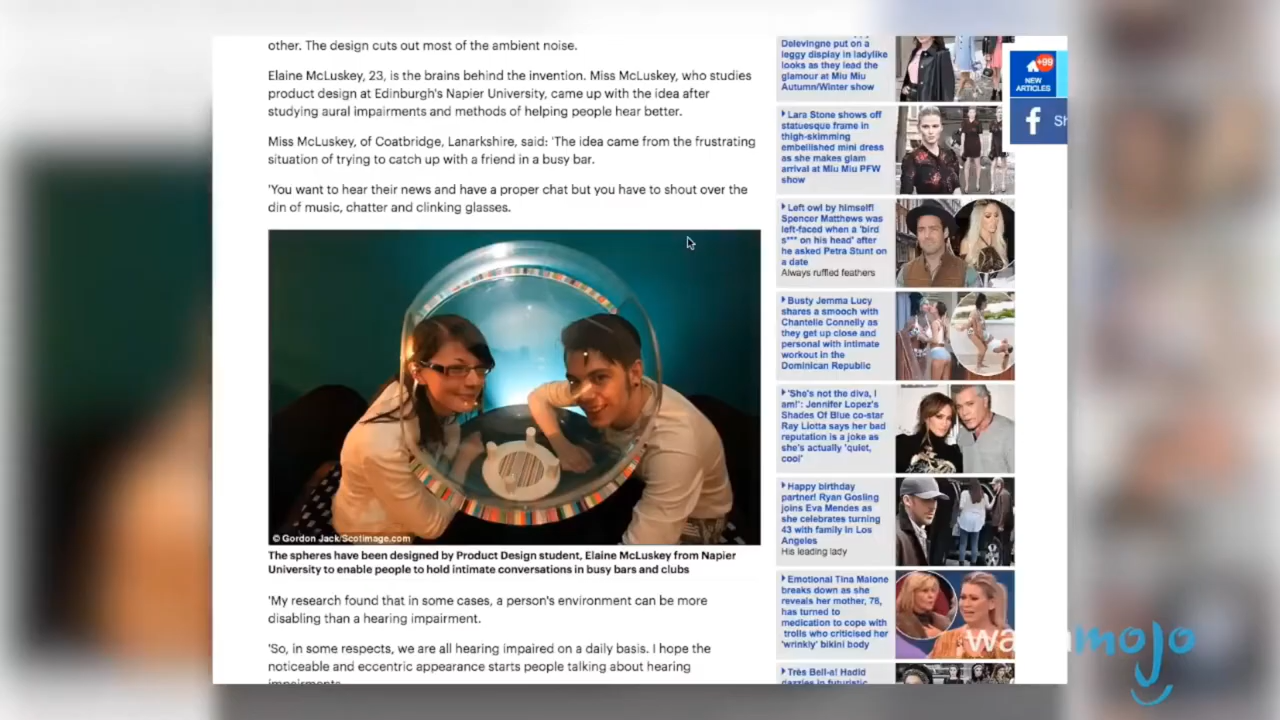 other. The design cuts out most of the ambient noise.
Elaine McLuskey, 23, is the brains behind the invention. Miss McLuskey, who studies
product design at Edinburgh's Napier University, came up with the idea after
studying aural impairments and methods of helping people hear better.
Miss McLuskey, of Coatbridge, Lanarkshire, said: 'The idea came from the frustrating
situation of trying to catch up with a friend in a busy bar.
'You want to hear their news and have a proper chat but you have to shout over the
din of music, chatter and clinking glasses.
© Gordon Jack/Scotimage.com
The spheres have been designed by Product Design student, Elaine McLuskey from Napier
University to enable people to hold intimate conversations in busy bars and clubs
'My research found that in some cases, a person's environment can be more
disabling than a hearing impairment.
'So, in some respects, we are all hearing impaired on a daily basis. I hope the
noticeable and eccentric appearance starts people talking about hearing
impairments
Delevingne put on a
leggy display in ladylike
looks as they lead the
glamour at Miu Miu
Autumn/Winter show
Lara Stone shows off
statuesque frame in
thigh-skimming
embellished mini dress
as she makes glam
arrival at Miu Miu PFW
show
Left owl by himself!
Spencer Matthews was
left-faced when a 'bird
s*** on his head' after
he asked Petra Stunt on
a date
Always ruffled feathers
Busty Jemma Lucy
shares a smooch with
Chantelle Connelly as
they get up close and
personal with intimate
workout in the
Dominican Republic
'She's not the diva, I
am!': Jennifer Lopez's
Shades Of Blue co-star
Ray Liotta says her bad
reputation is a joke as
she's actually 'quiet,
cool'
Happy birthday
partner! Ryan Gosling
joins Eva Mendes as
she celebrates turning
43 with family in Los
Angeles
His leading lady
Emotional Tina Malone
breaks down as she
reveals her mother, 78,
has turned to
medication to cope with
trolls who criticised her
'wrinkly' bikini body
Très Bell-a! Hadid
dazzles in futuristic
+99
NEW
ARTICLES
f Sh
watchmojo